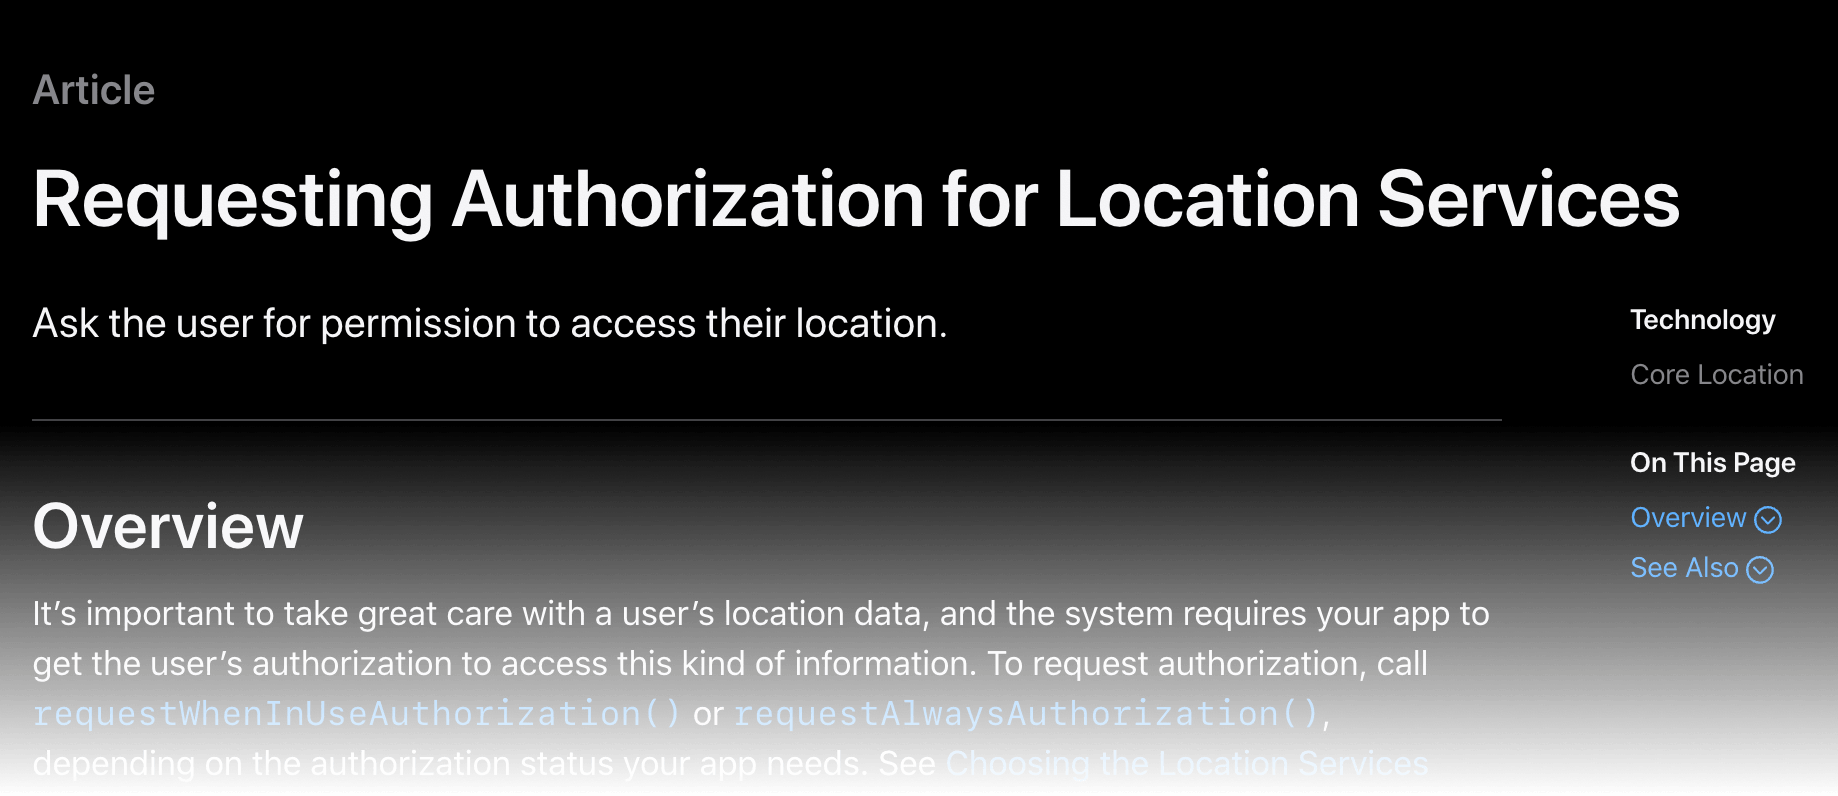 Article
Requesting Authorization for Location Services
Ask the user for permission to access their location.
Technology
Core Location
On This Page
Overview
See Also
Overview
It’s important to take great care with a user’s location data, and the system requires your app to
get the user’s authorization to access this kind of information. To request authorization, call
requestWhenInUseAuthorization() or requestAlwaysAuthorization(),
depending on the authorization status your app needs. See Choosing the Location Services